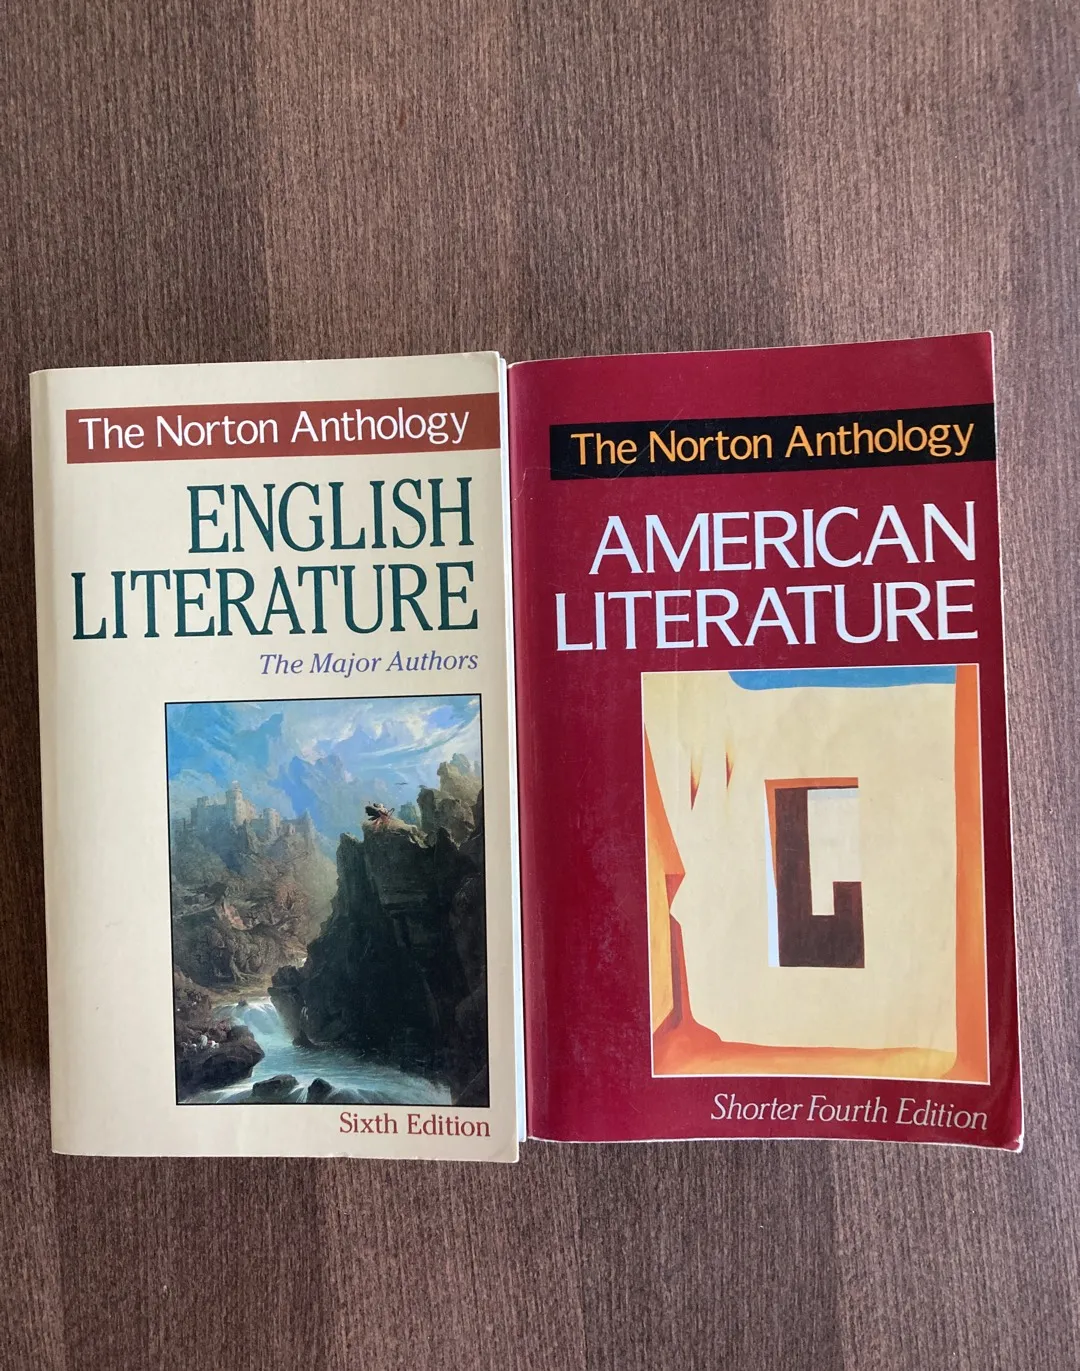 The Norton Anthology
ENGLISH
LITERATURE
The Major Authors
Sixth Edition
The Norton Anthology
AMERICAN
LITERATURE
Shorter Fourth Edition